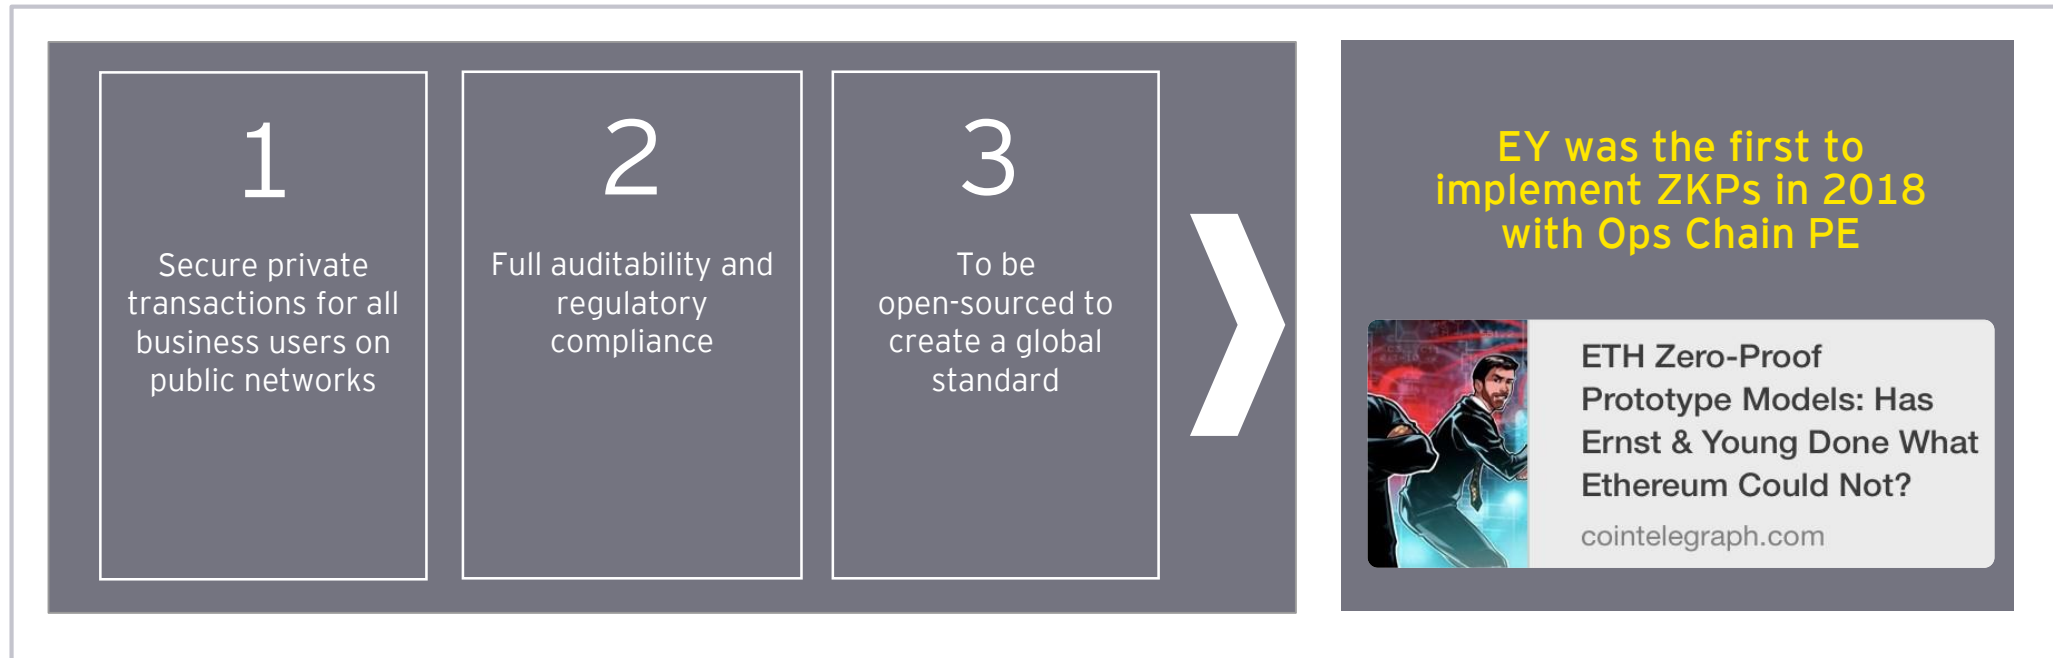 1
Secure private
transactions for all
business users on
public networks
2
Full auditability and
regulatory
compliance
3
To be
open-sourced to
create a global
standard
EY was the first to
implement ZKPs in 2018
with Ops Chain PE
ETH Zero-Proof
Prototype Models: Has
Ernst & Young Done What
Ethereum Could Not?
cointelegraph.com